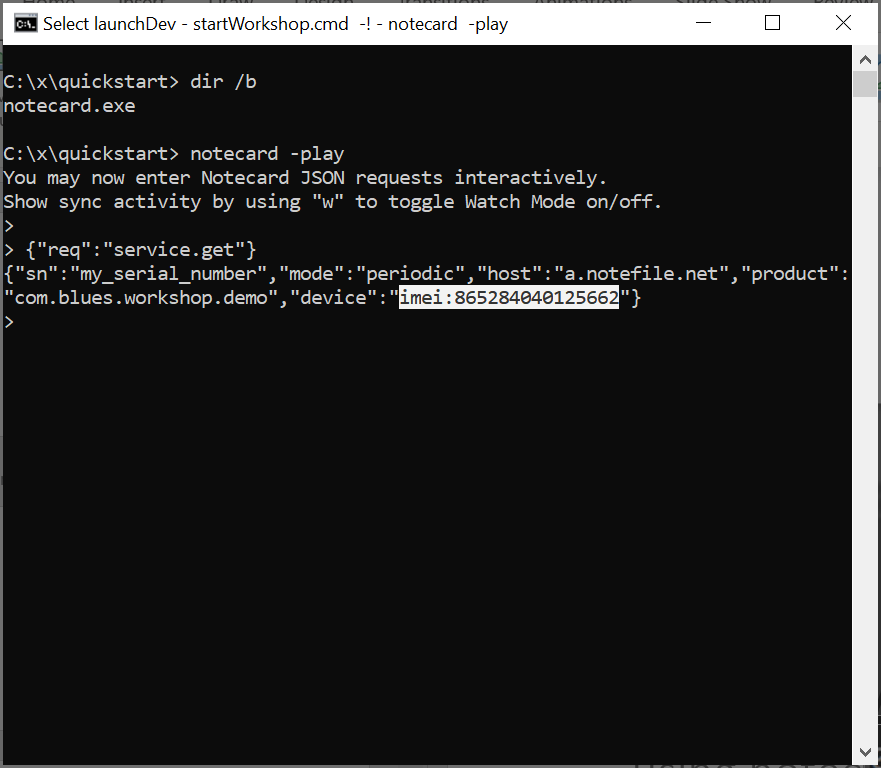 Select launchDev - startWorkshop.cmd -! - notecard -play
C:\x\quickstart> dir /b
notecard.exe
C:\x\quickstart> notecard -play
You may now enter Notecard JSON requests interactively.
Show sync activity by using "w" to toggle Watch Mode on/off.
>
> {"req":"service.get"}
{"sn":"my_serial_number","mode":"periodic","host":"a.notefile.net","product":
"com.blues.workshop.demo","device":"imei:865284040125662"}
>